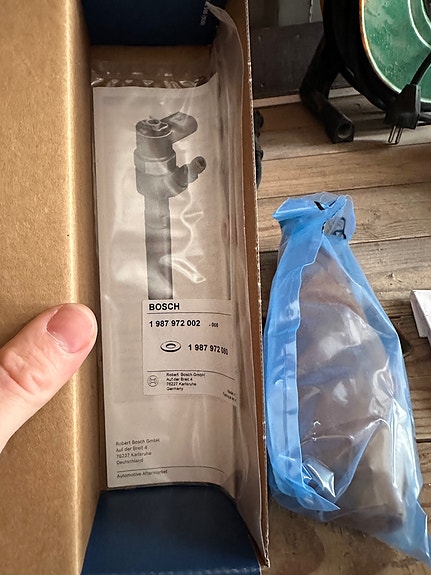 BOSCH
1 987 972 002
1 987 972 0
Robert Bosch GmbH
Auf der Breit 4
76227 Karlsruhe
Germany
Robert Bosch GmbH
Auf der Breit 4
76227 Karlsruhe
Deutschland
Automotive Aftermarket